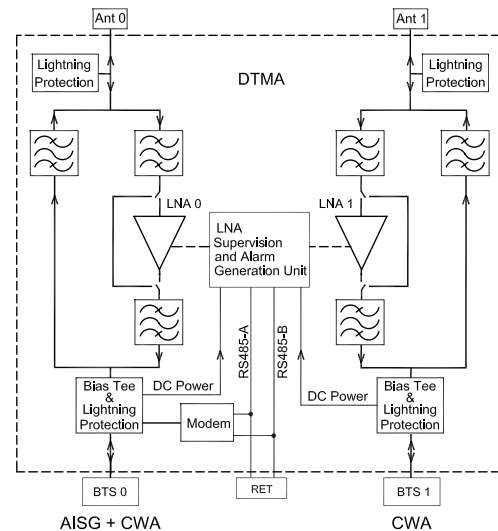 Ant 0
Ant 1
Lightning
Protection
DTMA
Lightning
Protection
LNA 0
LNA 1
LNA
Supervision
and Alarm
Generation Unit
RS485-A
RS485-B
DC Power
DC Power
Bias Tee
&
Lightning
Protection
Modem
Bias Tee
&
Lightning
Protection
BTS 0
RET
BTS 1
AISG + CWA
CWA